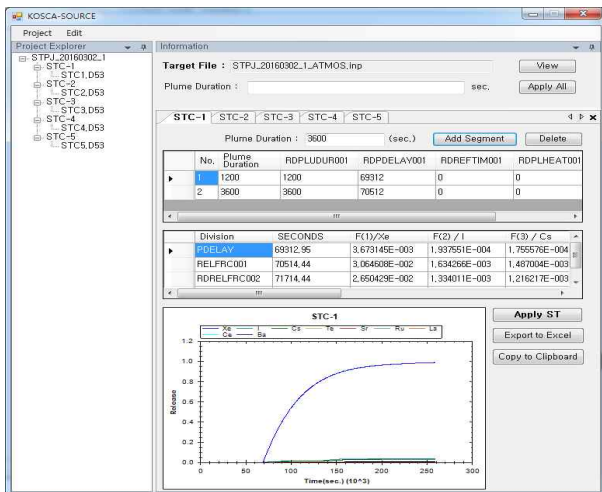 KOSCA-SOURCE
Project Edit
Project Explorer
STPJ_20160302_1
STC-1
STC1.D53
STC-2
STC2.D53
STC-3
STC3.D53
STC-4
STC4.D53
STC-5
STC5.D53
Information
Target File : STPJ_20160302_1_ATMOS.inp View
Plume Duration : sec. Apply All
STC-1 STC-2 STC-3 STC-4 STC-5
Plume Duration : 3600 (sec.) Add Segment Delete
No. Plume Duration RDPLUDUR001 RDPPDELAY001 RDREFTIM001 RDPLHEAT001
1 1200 1200 69312 0 0
2 3600 3600 70512 0 0
Division SECONDS F(1)/Xe F(2) / I F(3) / Cs
PDELAY 69312.95 3.673145E-003 1.937551E-004 1.755576E-004
RELFRC001 70514.44 3.064608E-002 1.634266E-003 1.487004E-003
RDRELFRC002 71714.44 2.650429E-002 1.334011E-003 1.216217E-003
STC-1
Xe I Cs Te Sr Ru La
Ce Ba
Release
1.2
1.0
0.8
0.6
0.4
0.2
0.0
0 50 100 150 200 250 300
Time(sec.) (10^3)
Apply ST
Export to Excel
Copy to Clipboard